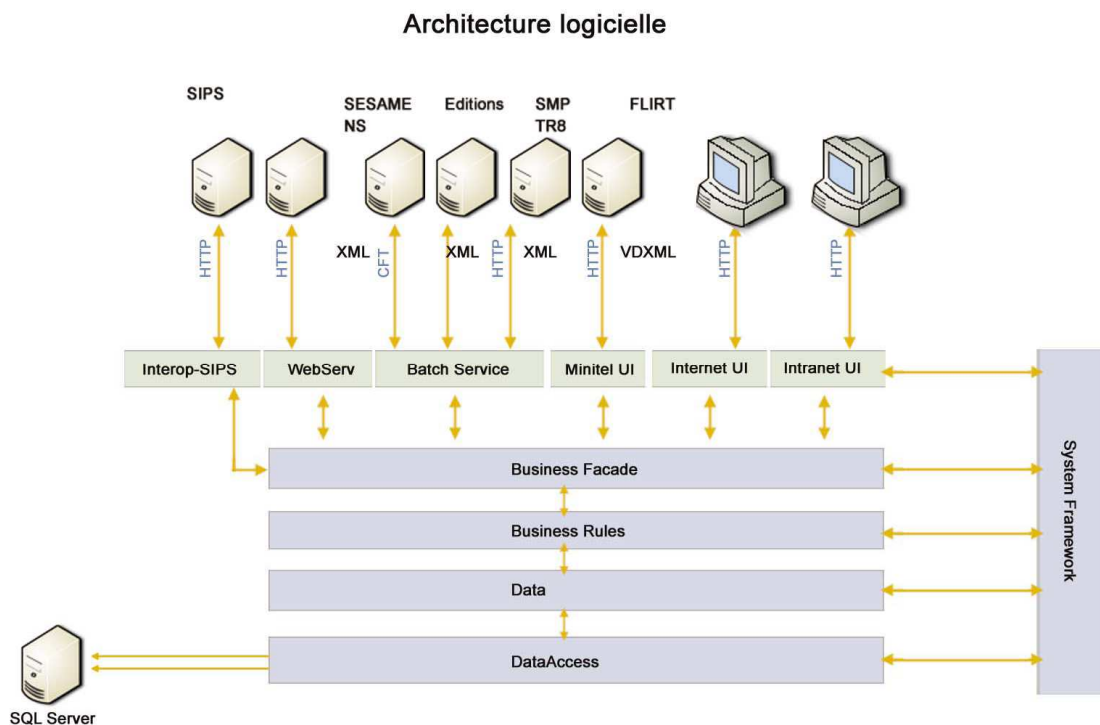 Architecture logicielle
SIPS
SESAME
NS
Editions
SMP
TR8
FLIRT
HTTP
HTTP
XML
CFT
XML
HTTP
XML
HTTP
VDXML
HTTP
HTTP
Interop-SIPS
WebServ
Batch Service
Minitel UI
Internet UI
Intranet UI
Business Facade
Business Rules
Data
DataAccess
System Framework
SQL Server